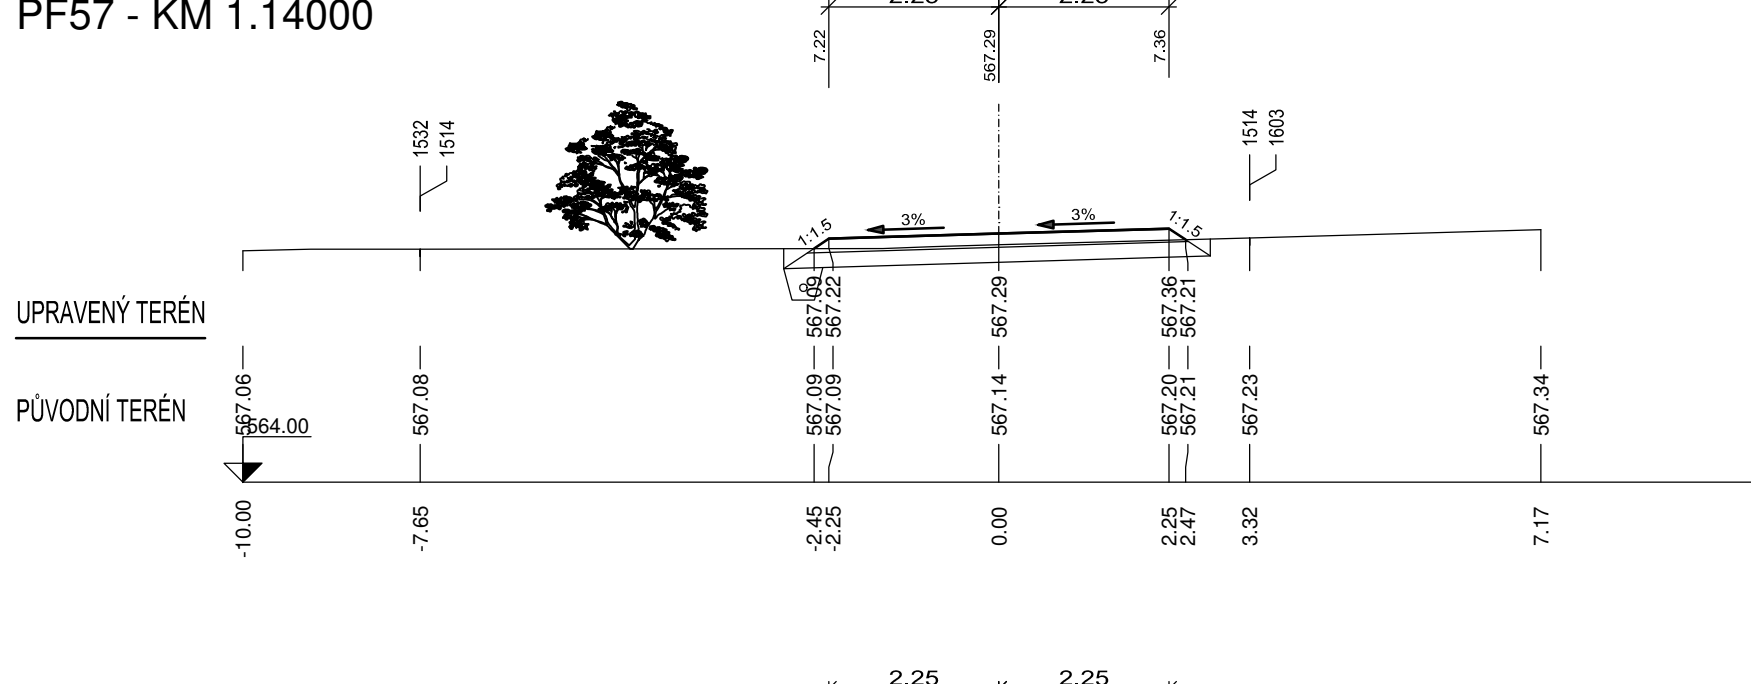 PF57 - KM 1.14000
2.25 2.25
7.22 567.29 7.36
1532 1514 1514 1603
1:1.5 3% 3% 1:1.5
UPRAVENÝ TERÉN 567.09 567.22 567.29 567.36 567.21
PŮVODNÍ TERÉN 567.06 567.08 567.09 567.09 567.14 567.20 567.21 567.23 567.34
564.00
-10.00 -7.65 -2.45 -2.25 0.00 2.25 2.47 3.32 7.17
2.25 2.25